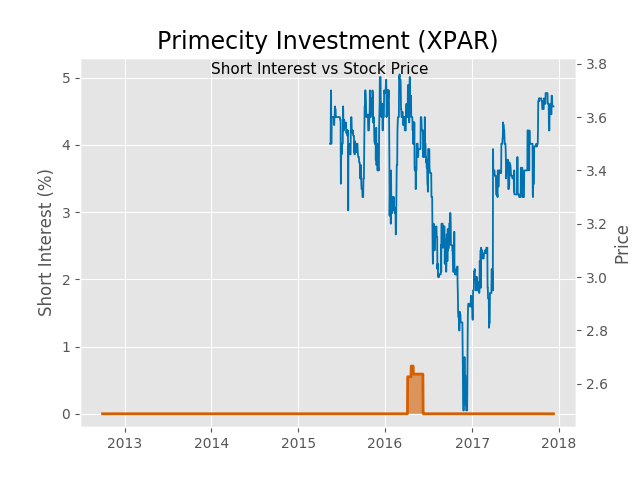 Primecity Investment (XPAR)
Short Interest vs Stock Price
Short Interest (%)
5
4
3
2
1
0
3.8
3.6
3.4
3.2
3.0
2.8
2.6
Price
2013 2014 2015 2016 2017 2018